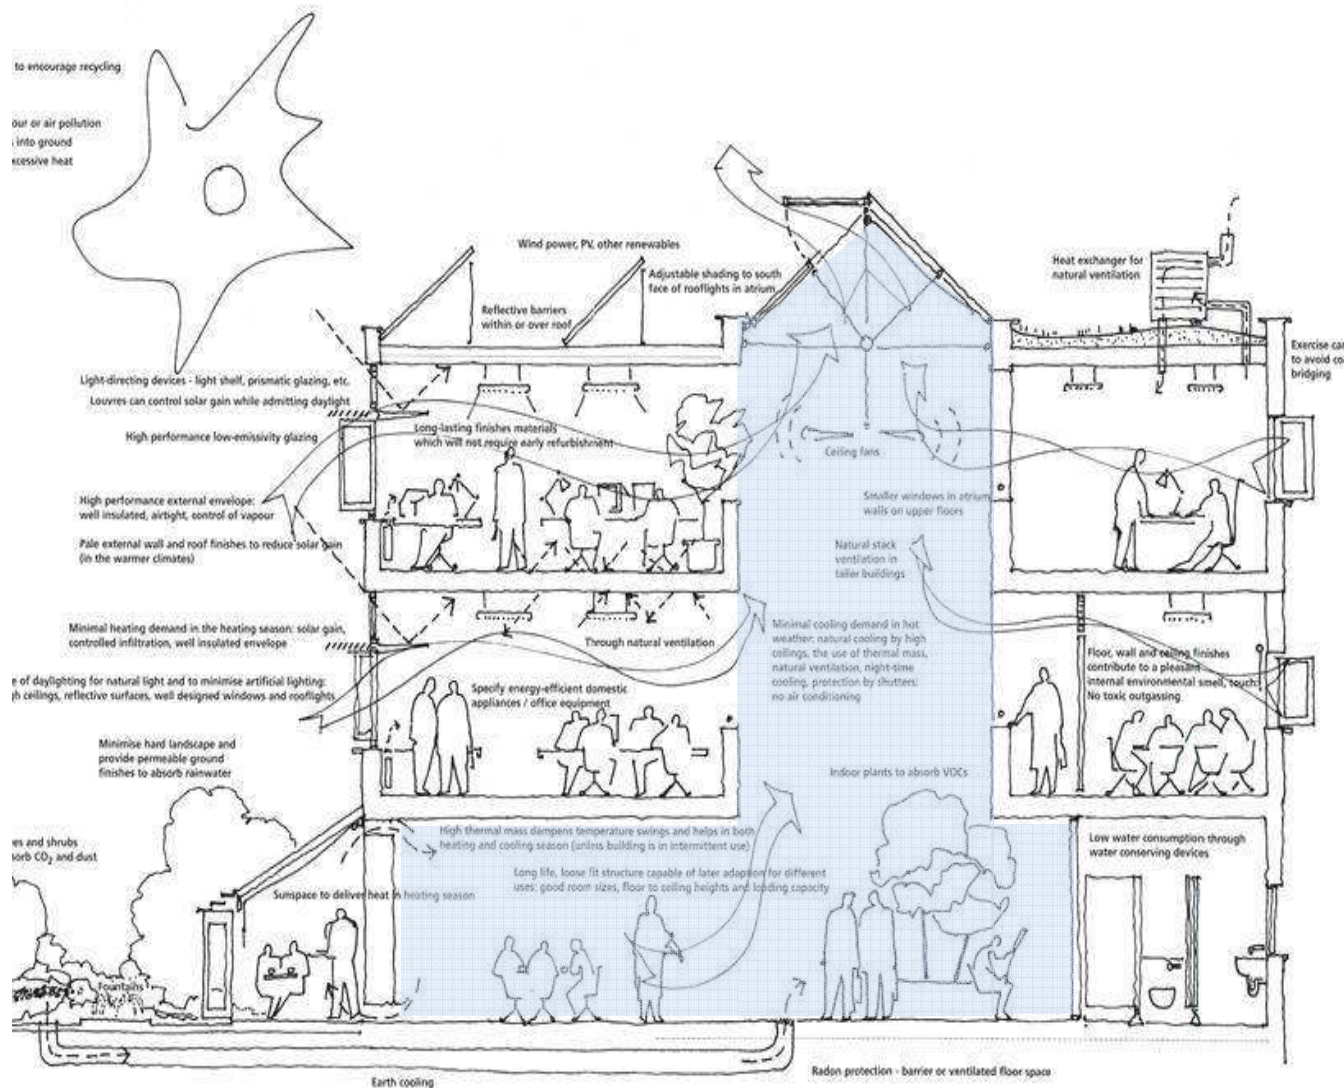 to encourage recycling
our or air pollution
into ground
xcessive heat
Wind power, PV, other renewables
Adjustable shading to south
face of rooflights in atrium
Reflective barriers
within or over roof
Heat exchanger for
natural ventilation
Exercise ca
to avoid co
bridging
Light-directing devices - light shelf, prismatic glazing, etc.
Louvres can control solar gain while admitting daylight
High performance low-emissivity glazing
Long-lasting finishes materials
which will not require early refurbishment
Ceiling fans
High performance external envelope:
well insulated, airtight, control of vapour
Pale external wall and roof finishes to reduce solar gain
(in the warmer climates)
Smaller windows in atrium
walls on upper floors
Natural stack
ventilation in
taller buildings
Minimal heating demand in the heating season: solar gain,
controlled infiltration, well insulated envelope
Through natural ventilation
Minimal cooling demand in hot
weather: natural cooling by high
ceilings, the use of thermal mass,
natural ventilation, night-time
cooling, protection by shutters:
no air conditioning
Floor, wall and ceiling finishes
contribute to a pleasant
internal environmental smell, touch:
No toxic outgassing
e of daylighting for natural light and to minimise artificial lighting:
h ceilings, reflective surfaces, well designed windows and rooflights
Specify energy-efficient domestic
appliances / office equipment
Minimise hard landscape and
provide permeable ground
finishes to absorb rainwater
Indoor plants to absorb VOCs
High thermal mass dampens temperature swings and helps in both
heating and cooling season (unless building is in intermittent use)
Long life, loose fit structure capable of later adaption for different
uses: good room sizes, floor to ceiling heights and loading capacity
es and shrubs
orb CO₂ and dust
Sunspace to deliver heat in heating season
Low water consumption through
water conserving devices
Fountains
Earth cooling
Radon protection - barrier or ventilated floor space